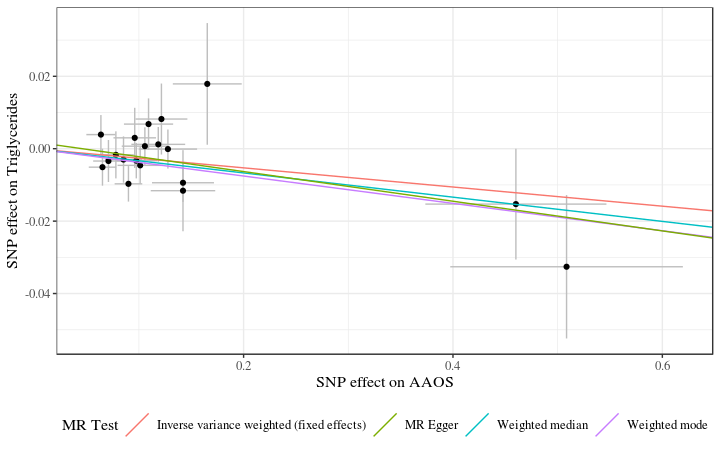 SNP effect on Triglycerides
0.02
0.00
-0.02
-0.04
0.2 0.4 0.6
SNP effect on AAOS
MR Test Inverse variance weighted (fixed effects) MR Egger Weighted median Weighted mode